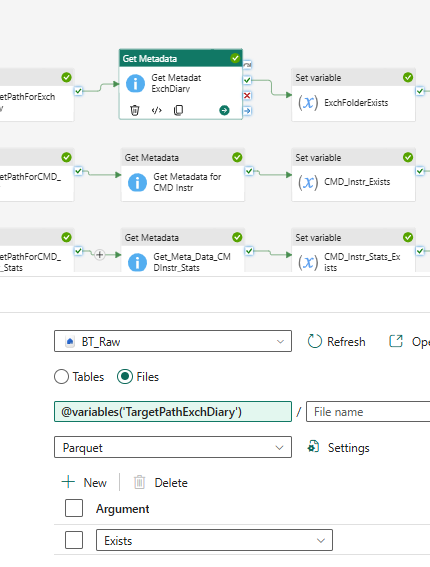 Get Metadata
Set variable
etPathForExch
y
Get Metadat
ExchDiary
ExchFolderExists
Get Metadata
Set variable
etPathForCMD_
Get Metadata for
CMD Instr
CMD_Instr_Exists
Get Metadata
Set variable
etPathForCMD_
_Stats
Get_Meta_Data_CM
DInstr_Stats
CMD_Instr_Stats_Ex
ists
BT_Raw
Refresh
Ope
Tables
Files
@variables('TargetPathExchDiary')
/
File name
Parquet
Settings
New
Delete
Argument
Exists